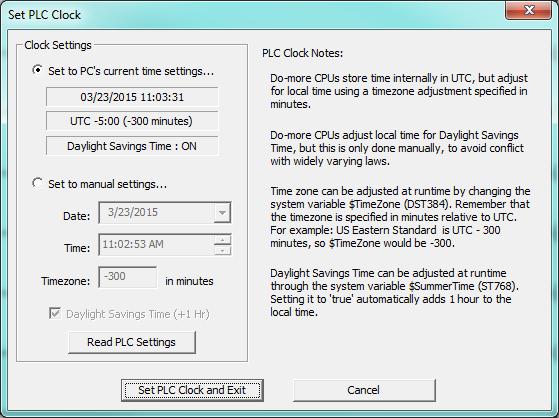 Set PLC Clock
Clock Settings
Set to PC's current time settings...
03/23/2015 11:03:31
UTC -5:00 (-300 minutes)
Daylight Savings Time : ON
Set to manual settings...
Date: 3/23/2015
Time: 11:02:53 AM
Timezone: -300 in minutes
Daylight Savings Time (+1 Hr)
Read PLC Settings
PLC Clock Notes:
Do-more CPUs store time internally in UTC, but adjust
for local time using a timezone adjustment specified in
minutes.
Do-more CPUs adjust local time for Daylight Savings
Time, but this is only done manually, to avoid conflict
with widely varying laws.
Time zone can be adjusted at runtime by changing the
system variable $TimeZone (DST384). Remember that
the timezone is specified in minutes relative to UTC.
For example: US Eastern Standard is UTC - 300
minutes, so $TimeZone would be -300.
Daylight Savings Time can be adjusted at runtime
through the system variable $SummerTime (ST768).
Setting it to 'true' automatically adds 1 hour to the
local time.
Set PLC Clock and Exit
Cancel